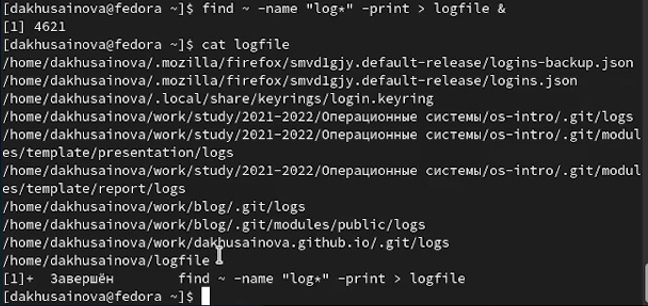 [dakhusainova@fedora ~]$ find ~ -name "log*" -print > logfile &
[1] 4621
[dakhusainova@fedora ~]$ cat logfile
/home/dakhusainova/.mozilla/firefox/smvd1gjy.default-release/logins-backup.json
/home/dakhusainova/.mozilla/firefox/smvd1gjy.default-release/logins.json
/home/dakhusainova/.local/share/keyrings/login.keyring
/home/dakhusainova/work/study/2021-2022/Операционные системы/os-intro/.git/logs
/home/dakhusainova/work/study/2021-2022/Операционные системы/os-intro/.git/modul
es/template/presentation/logs
/home/dakhusainova/work/study/2021-2022/Операционные системы/os-intro/.git/modul
es/template/report/logs
/home/dakhusainova/work/blog/.git/logs
/home/dakhusainova/work/blog/.git/modules/public/logs
/home/dakhusainova/work/dakhusainova.github.io/.git/logs
/home/dakhusainova/logfile
[1]+  Завершён        find ~ -name "log*" -print > logfile
[dakhusainova@fedora ~]$